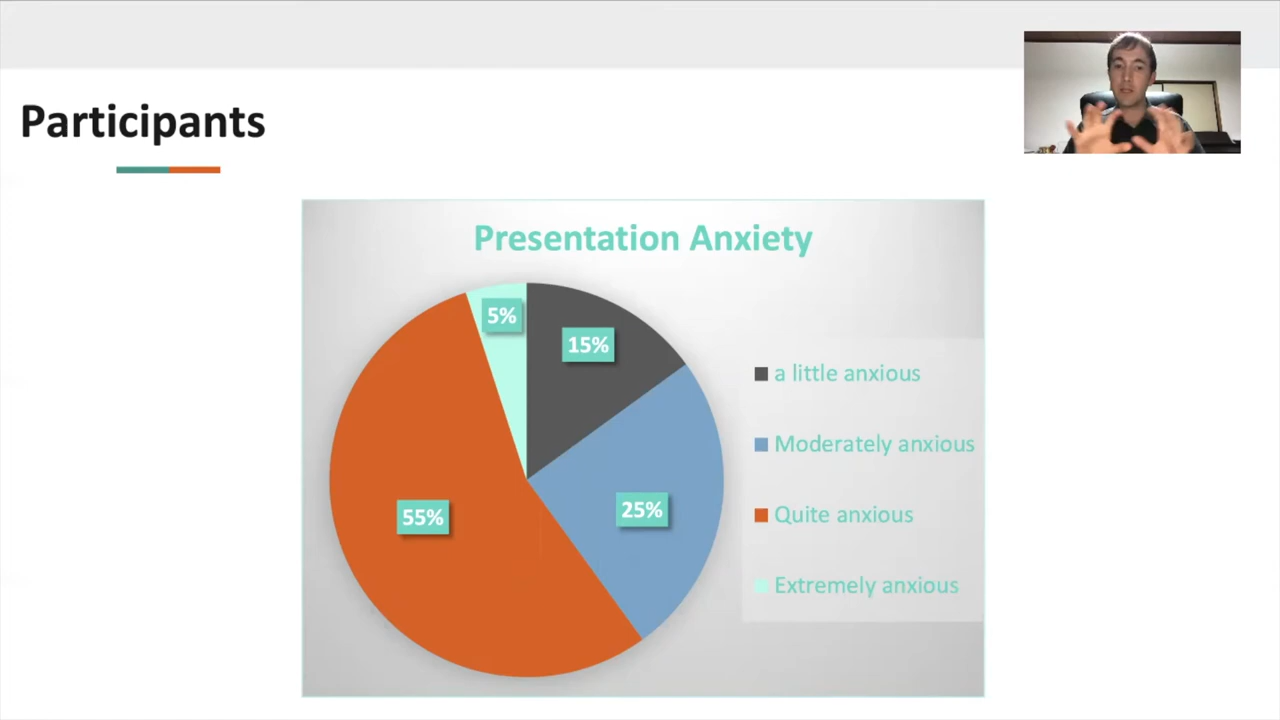 Participants
Presentation Anxiety
5%
15%
55%
25%
a little anxious
Moderately anxious
Quite anxious
Extremely anxious